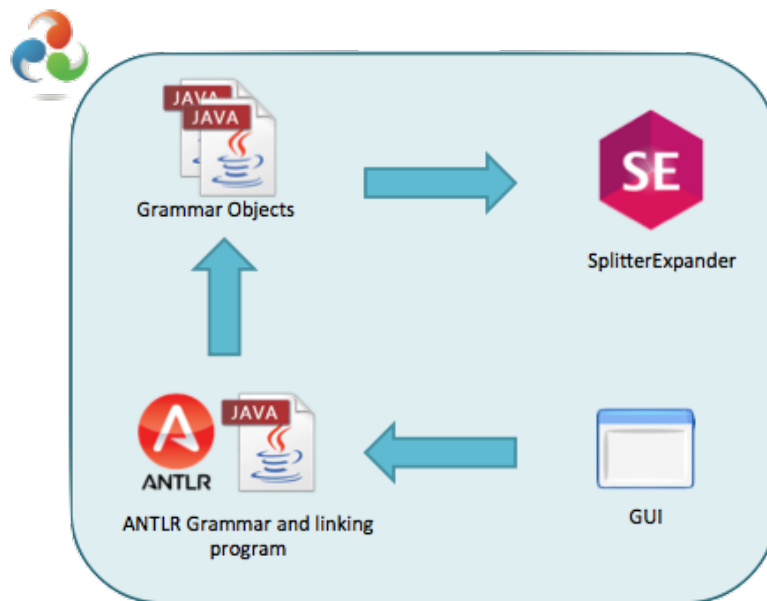 JAVA
JAVA
Grammar Objects
SE
SplitterExpander
JAVA
ANTLR
ANTLR Grammar and linking
program
GUI